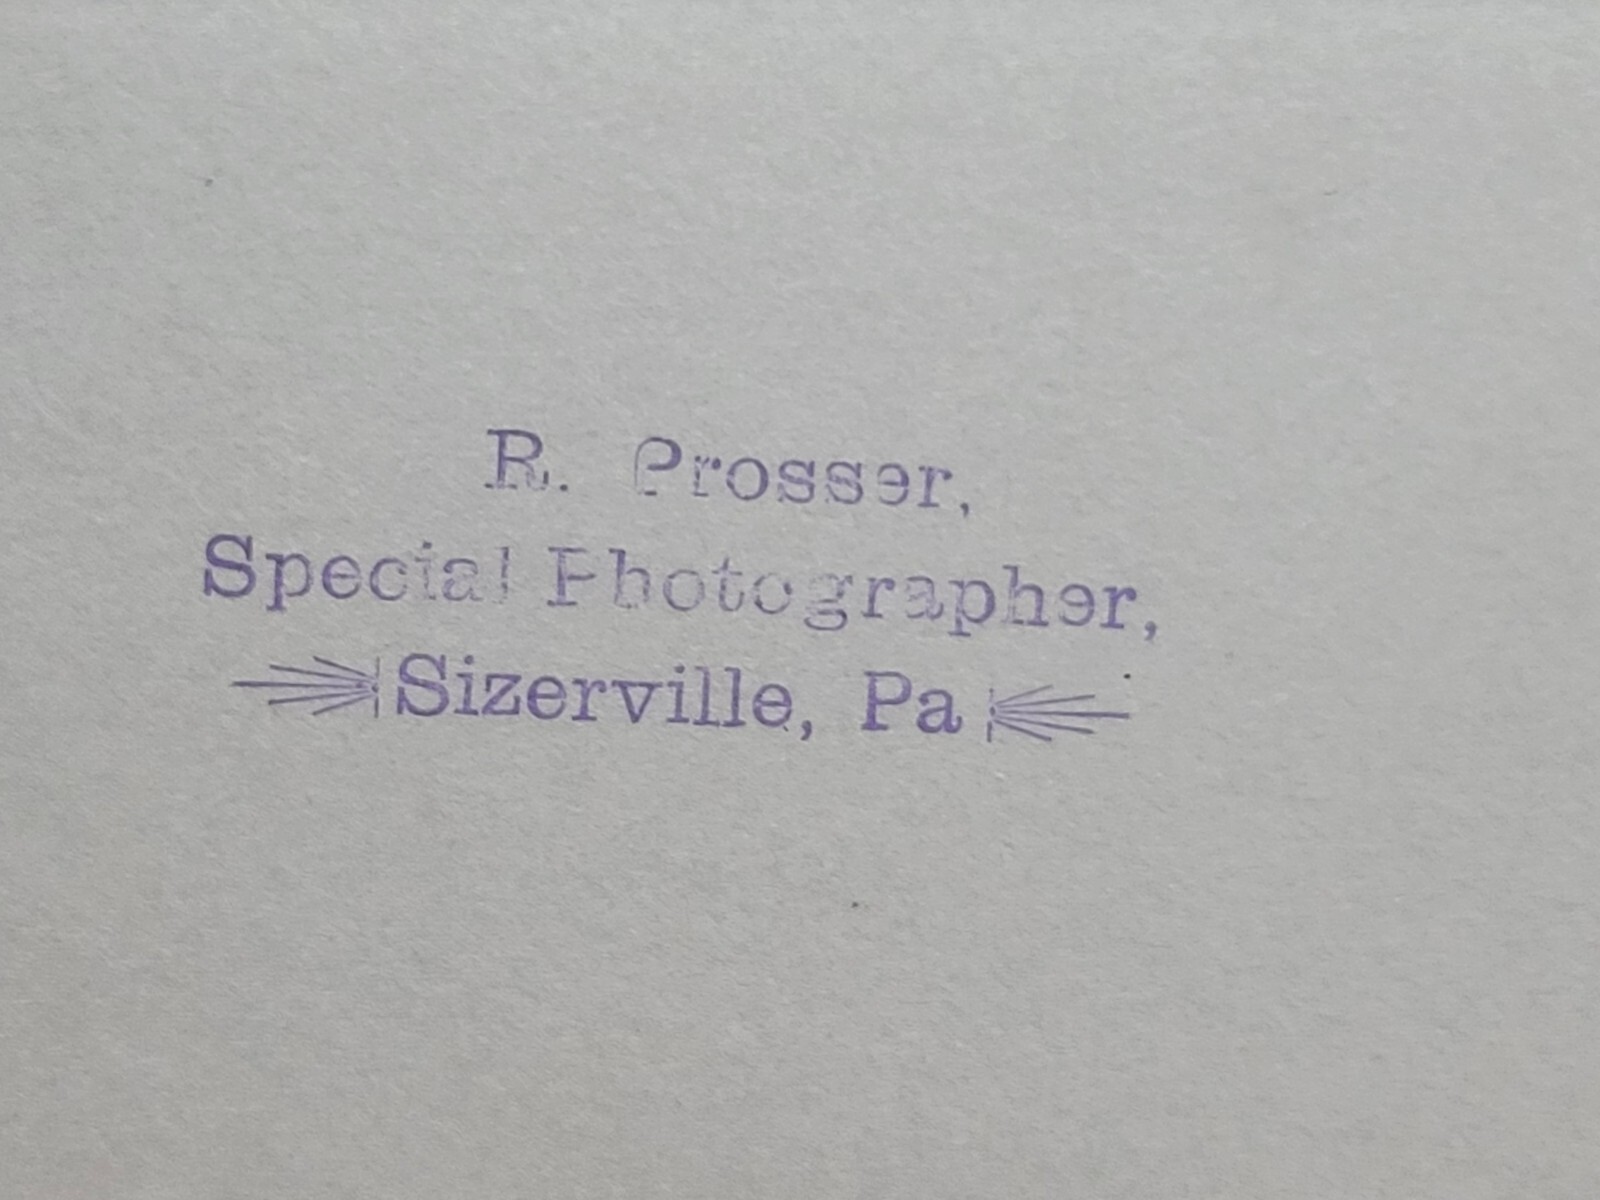 R. Prosser,
Special Photographer,
Sizerville, Pa